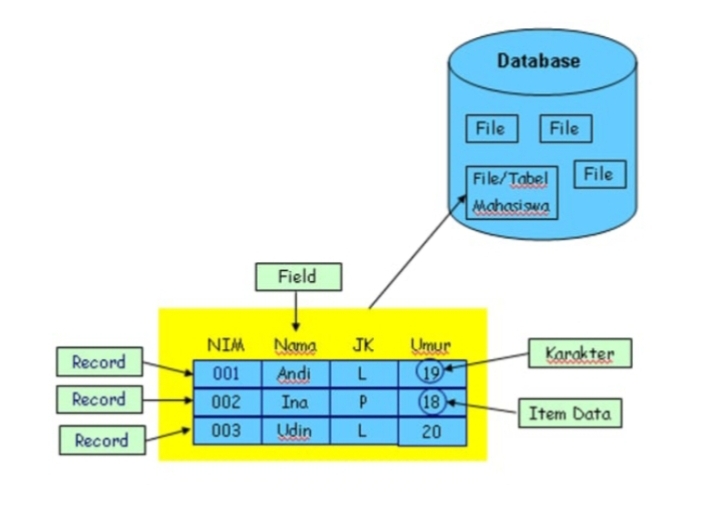 Database
File
File
File/Tabel
Mahasiswa
File
Field
NIM Nama JK Umur
Record
001 Andi L 19
Karakter
Record
002 Ina P 18
Item Data
Record
003 Udin L 20